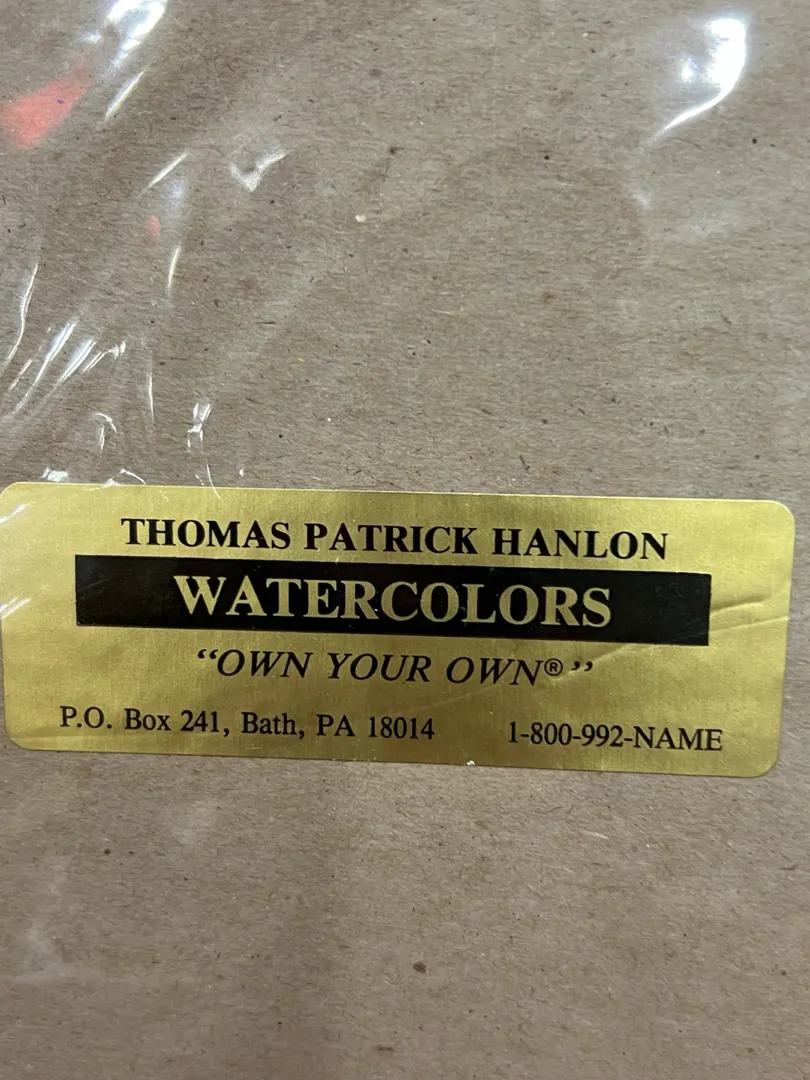 THOMAS PATRICK HANLON
WATERCOLORS
“OWN YOUR OWN®”
P.O. Box 241, Bath, PA 18014 1-800-992-NAME